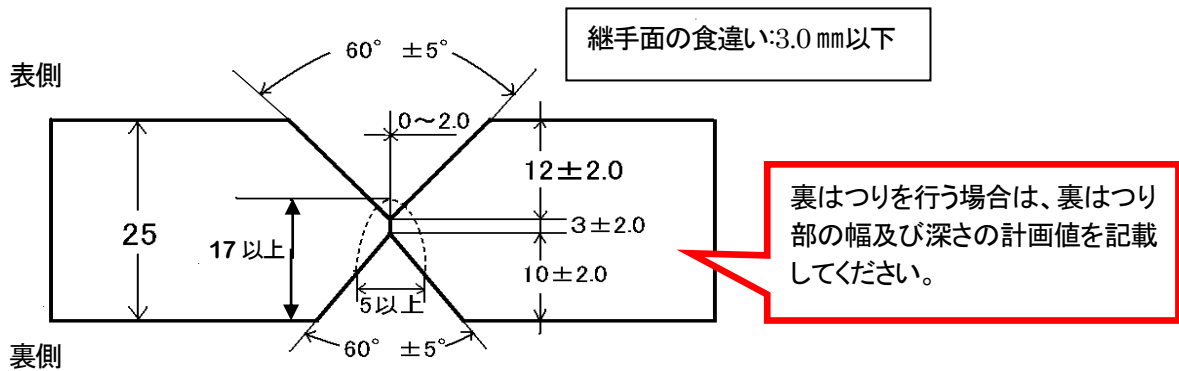 継手面の食違い:3.0㎜以下
60° ±5°
表側
0～2.0
12±2.0
25
17以上
3±2.0
10±2.0
5以上
60° ±5°
裏側
裏はつりを行う場合は、裏はつり
部の幅及び深さの計画値を記載
してください。